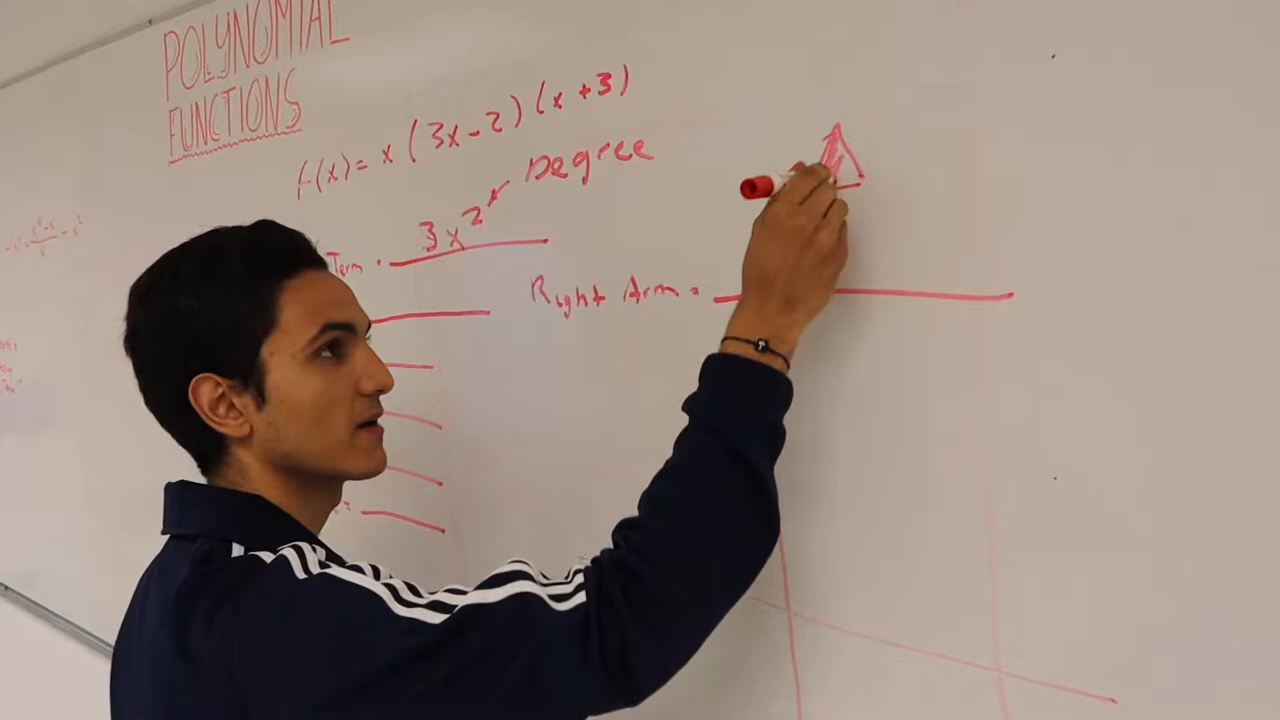 POLYNOMIAL
FUNCTIONS
f(x) = x (3x - 2) (x + 3)
Degree
Term . 3x²
Right Arm =